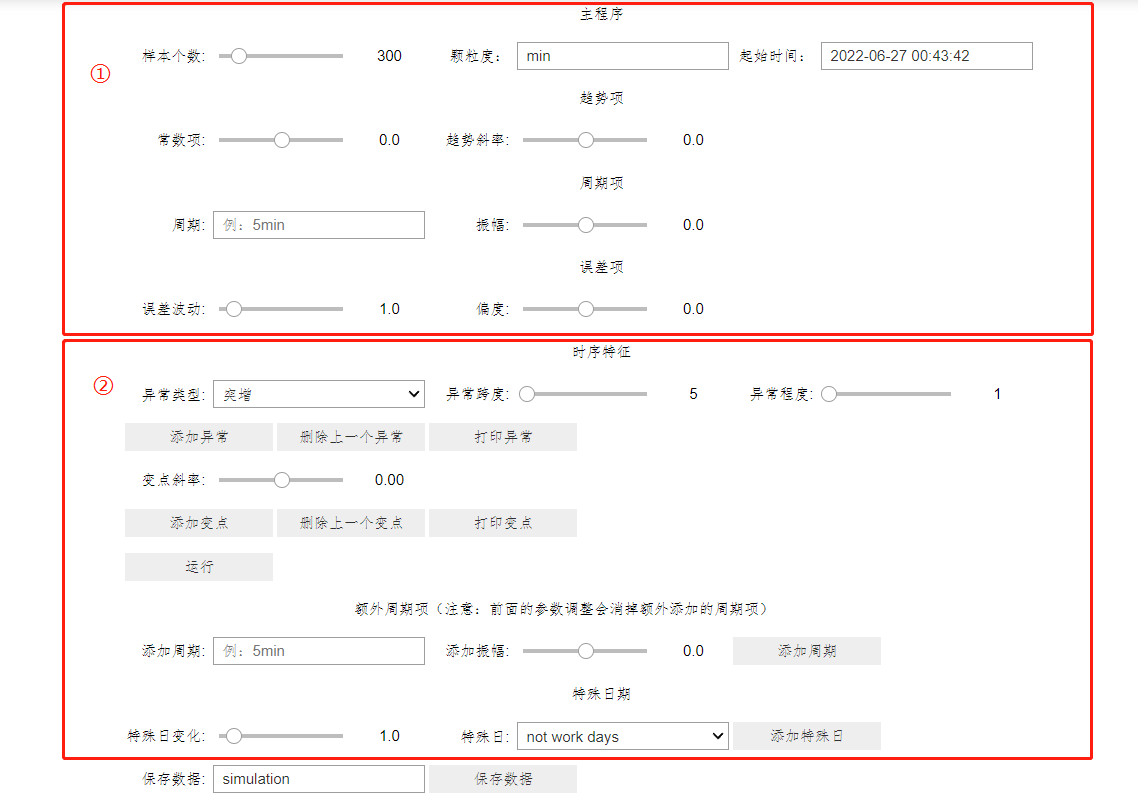 主程序
① 样本个数: 300 颗粒度: min 起始时间: 2022-06-27 00:43:42
趋势项
常数项: 0.0 趋势斜率: 0.0
周期项
周期: 例: 5min 振幅: 0.0
误差项
误差波动: 1.0 偏度: 0.0
时序特征
② 异常类型: 突增 异常跨度: 5 异常程度: 1
添加异常 删除上一个异常 打印异常
变点斜率: 0.00
添加变点 删除上一个变点 打印变点
运行
额外周期项（注意: 前面的参数调整会消掉额外添加的周期项）
添加周期: 例: 5min 添加振幅: 0.0 添加周期
特殊日期
特殊日变化: 1.0 特殊日: not work days 添加特殊日
保存数据: simulation 保存数据